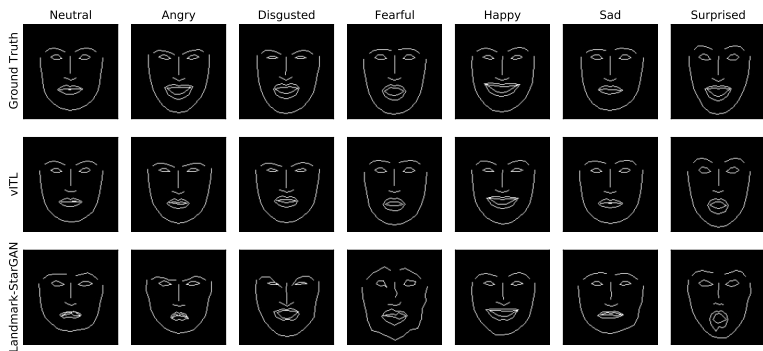 Neutral Angry Disgusted Fearful Happy Sad Surprised
Ground Truth
vITL
Landmark-StarGAN